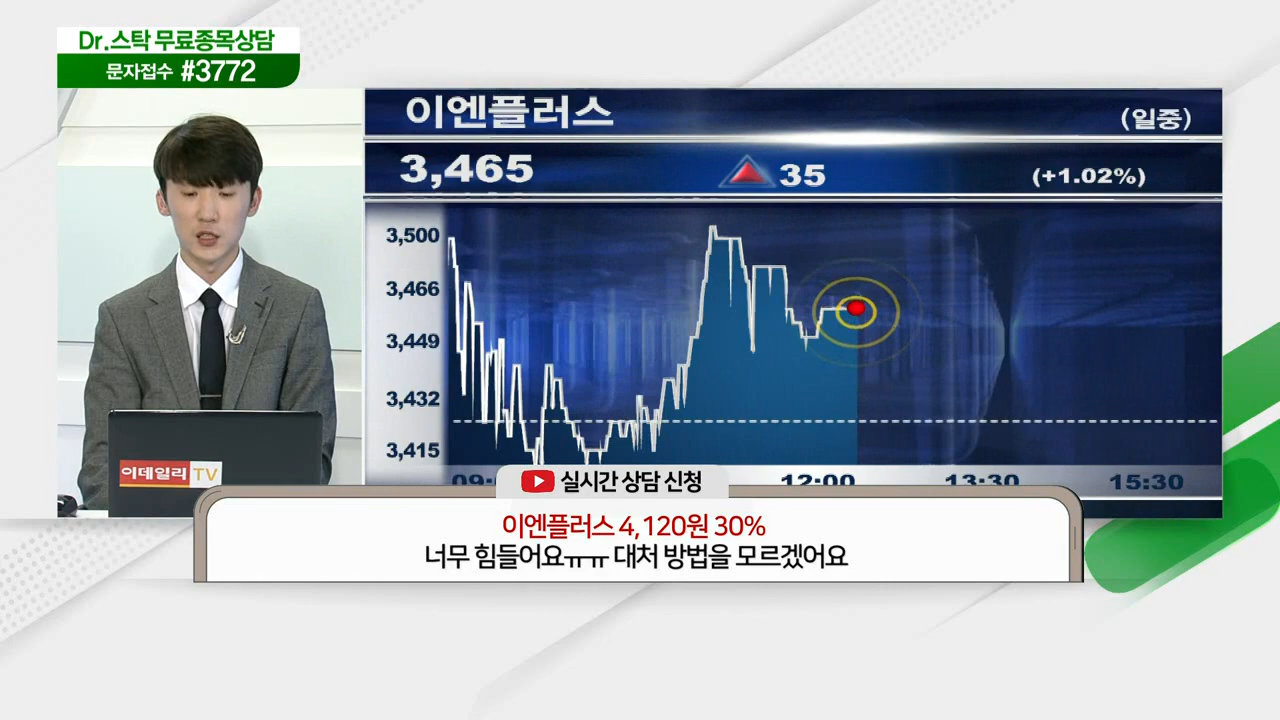 Dr.스탁 무료종목상담
문자접수 #3772
이엔플러스
(일중)
3,465
35
(+1.02%)
3,500
3,466
3,449
3,432
3,415
12:00
13:30
15:30
이데일리 TV
실시간 상담 신청
이엔플러스 4,120원 30%
너무 힘들어요ㅠㅠ 대처 방법을 모르겠어요